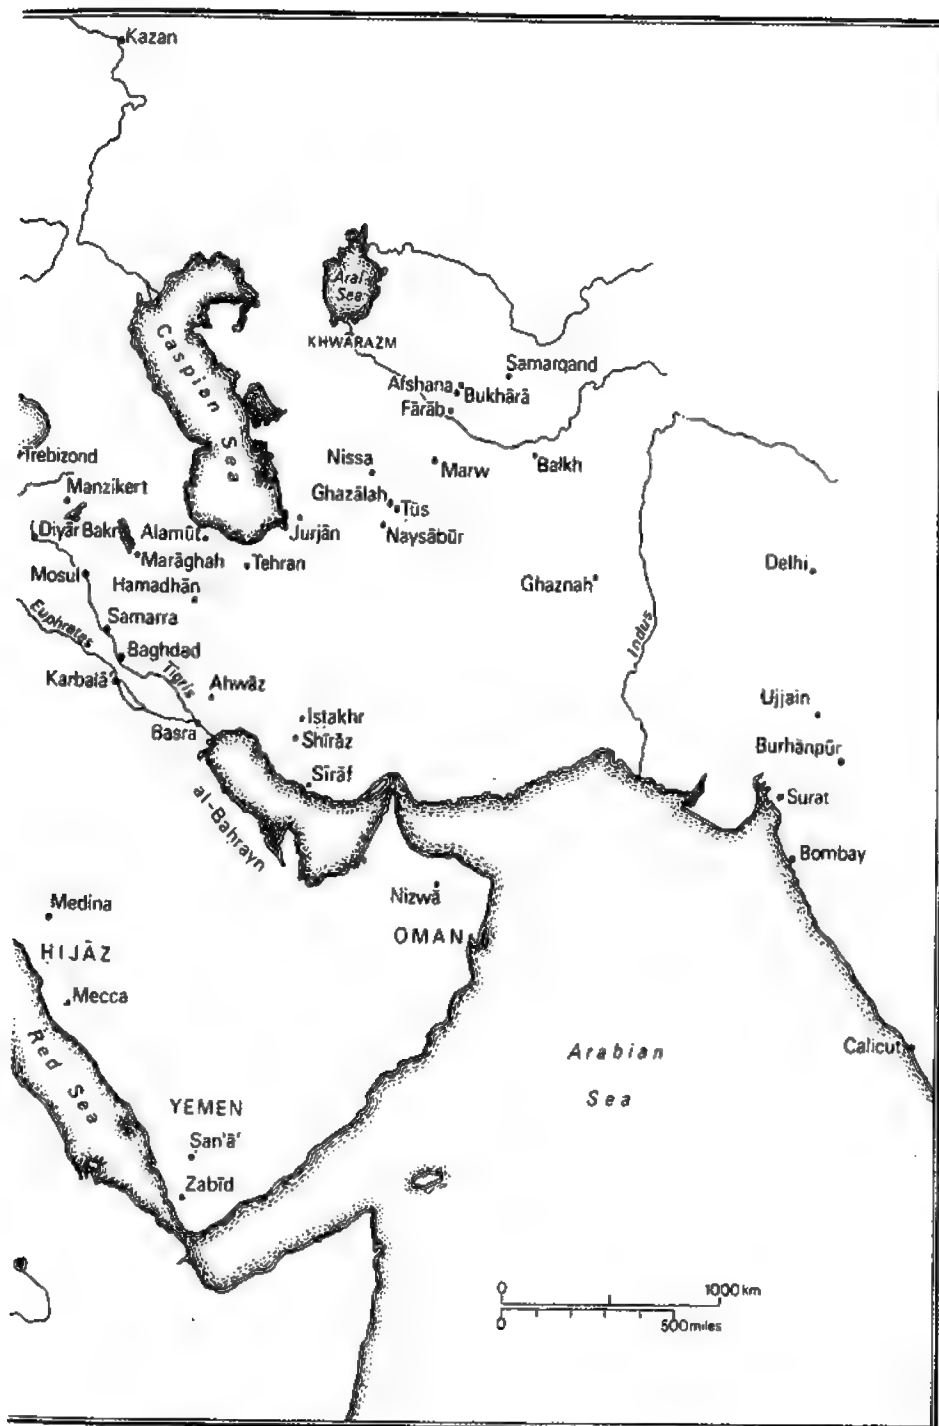 Kazan
Aral
Sea
KHWĀRAZM
Caspian Sea
Samarqand
Afshana
Bukhārā
Fārāb
Trebizond
Nissa
Marw
Balkh
Manzikert
Ghazālah
Tūs
Diyār Bakr
Alamūt
Jurjān
Naysābūr
Marāghah
Tehran
Delhi
Mosul
Hamadhān
Ghaznah
Euphrates
Samarra
Indus
Baghdad
Karbalā'
Tigris
Ahwāz
Ujjain
Istakhr
Basra
Shīrāz
Burhānpūr
Sīrāf
Surat
al-Bahrayn
Bombay
Nizwā
Medina
OMAN
HIJĀZ
Mecca
Red Sea
Arabian
Sea
Calicut
YEMEN
Ṣan'ā'
Zabīd
0 1000 km
0 500 miles